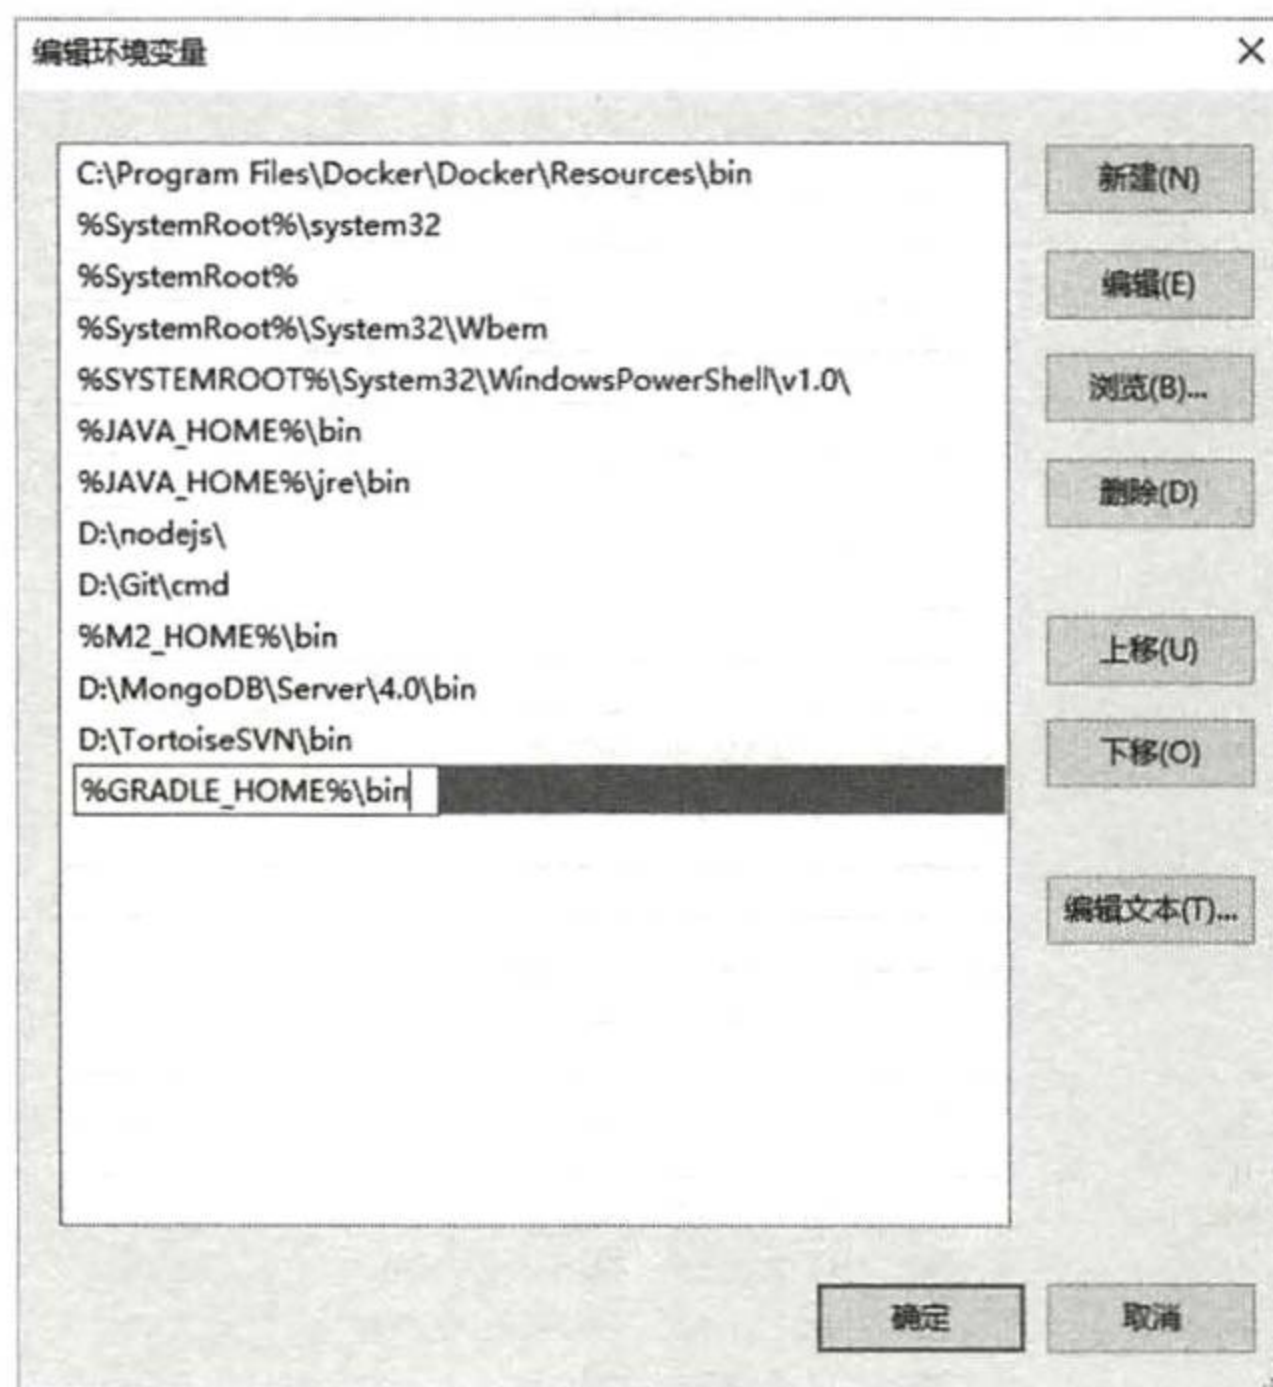 编辑环境变量
C:\Program Files\Docker\Docker\Resources\bin
%SystemRoot%\system32
%SystemRoot%
%SystemRoot%\System32\Wbem
%SYSTEMROOT%\System32\WindowsPowerShell\v1.0\
%JAVA_HOME%\bin
%JAVA_HOME%\jre\bin
D:\nodejs\
D:\Git\cmd
%M2_HOME%\bin
D:\MongoDB\Server\4.0\bin
D:\TortoiseSVN\bin
%GRADLE_HOME%\bin
新建(N)
编辑(E)
浏览(B)...
删除(D)
上移(U)
下移(O)
编辑文本(T)...
确定
取消